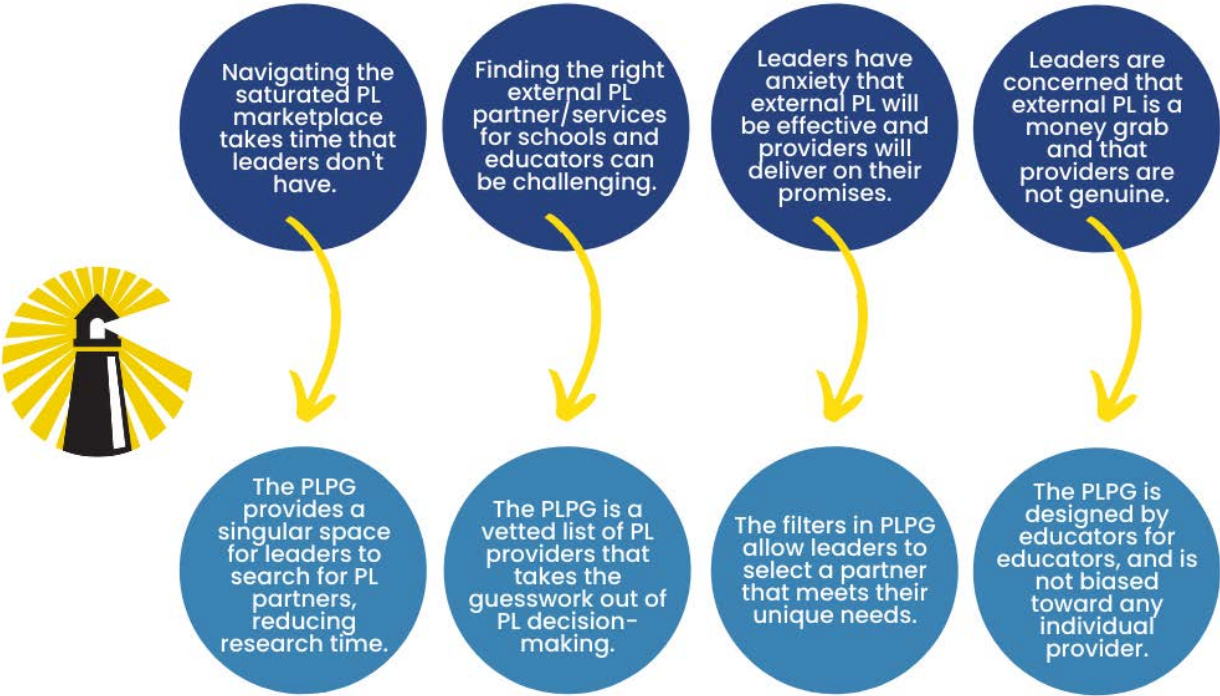 Navigating the
saturated PL
marketplace
takes time that
leaders don't
have.
Finding the right
external PL
partner/services
for schools and
educators can
be challenging.
Leaders have
anxiety that
external PL will
be effective and
providers will
deliver on their
promises.
Leaders are
concerned that
external PL is a
money grab
and that
providers are
not genuine.
The PLPG
provides a
singular space
for leaders to
search for PL
partners,
reducing
research time.
The PLPG is a
vetted list of PL
providers that
takes the
guesswork out of
PL decision-
making.
The filters in PLPG
allow leaders to
select a partner
that meets their
unique needs.
The PLPG is
designed by
educators for
educators, and is
not biased
toward any
individual
provider.